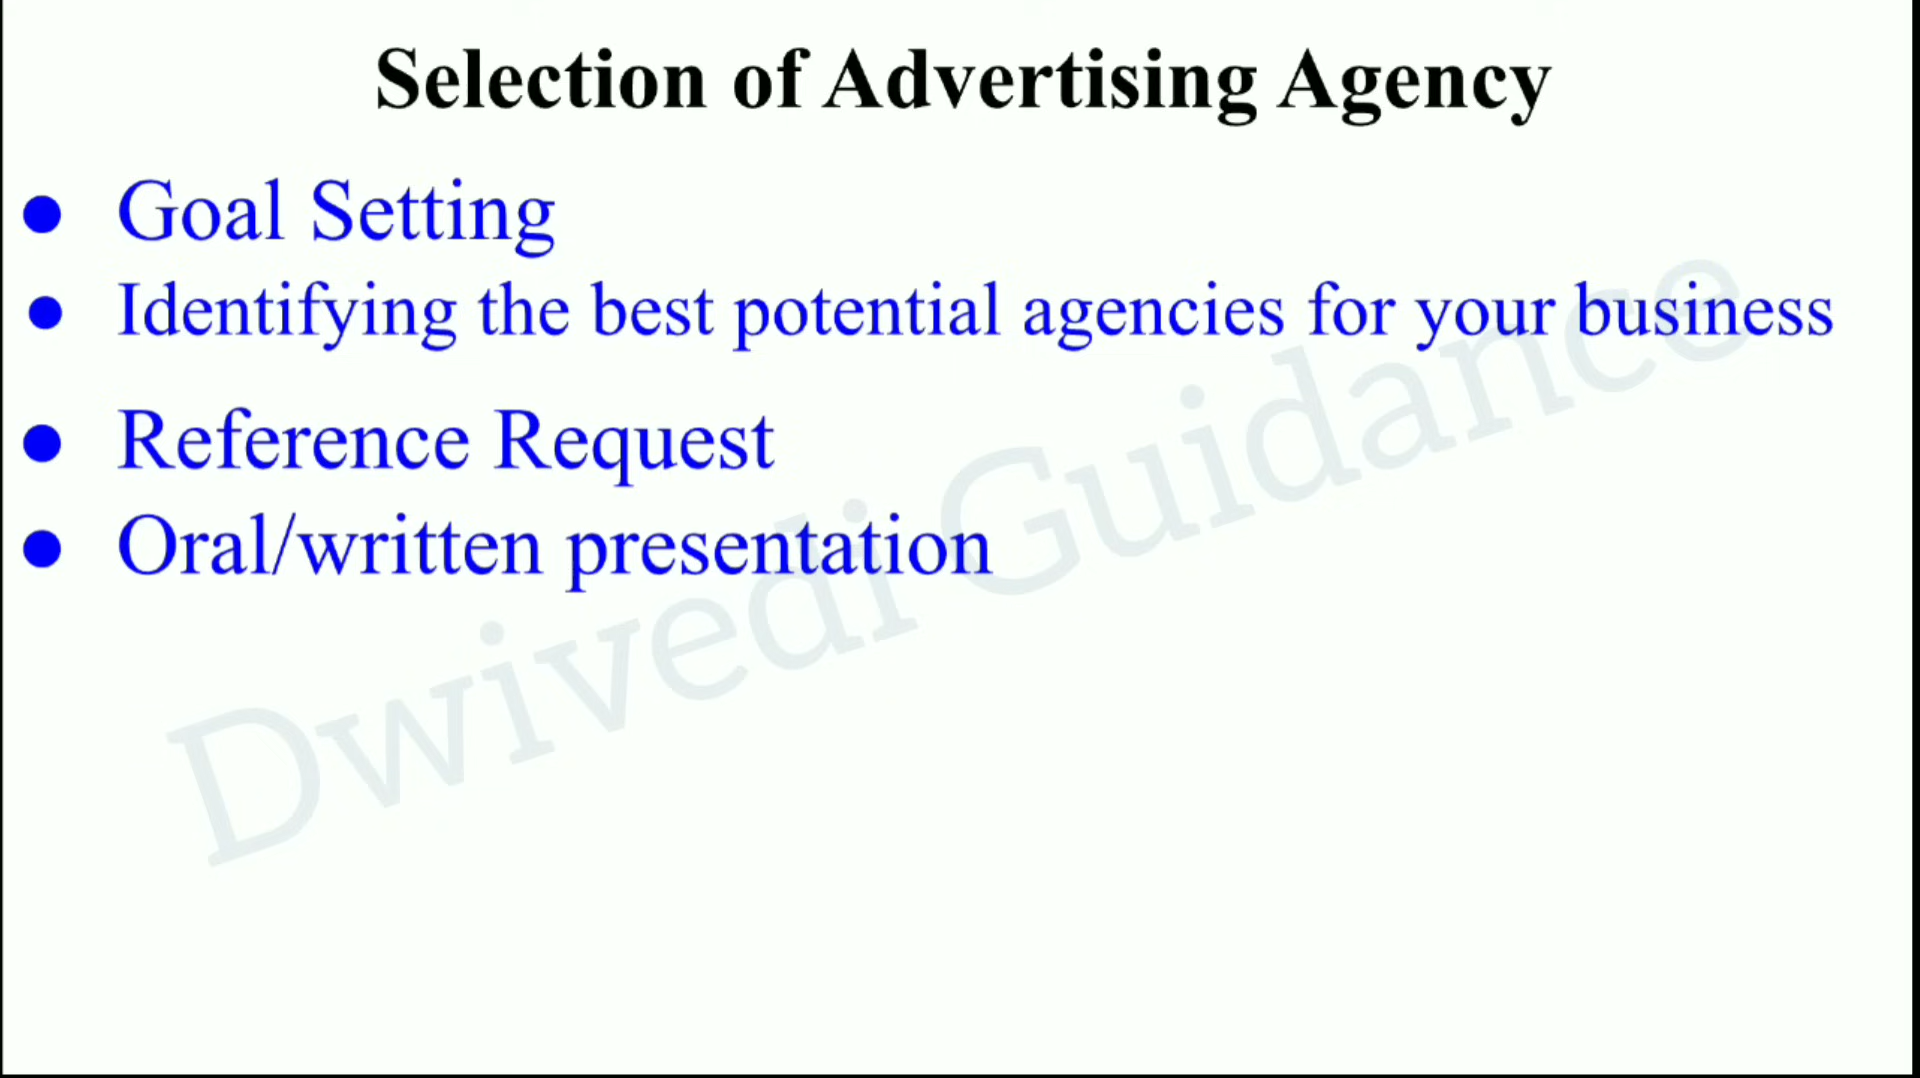 Selection of Advertising Agency
● Goal Setting
● Identifying the best potential agencies for your business
● Reference Request
● Oral/written presentation
Dwivedi Guidance